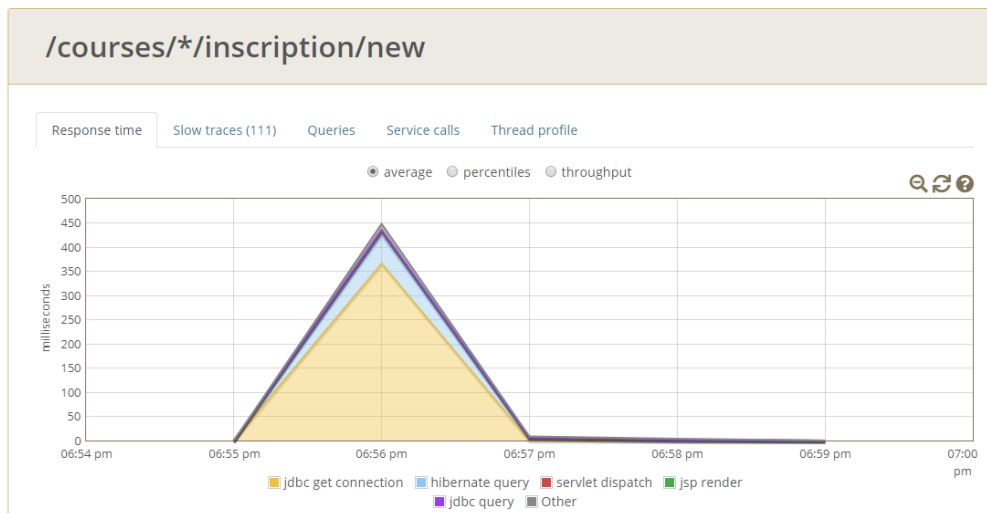 /courses/*/inscription/new
Response time Slow traces (111) Queries Service calls Thread profile
average percentiles throughput
500
450
400
350
300
250
200
150
100
50
0
milliseconds
06:54 pm 06:55 pm 06:56 pm 06:57 pm 06:58 pm 06:59 pm 07:00
pm
jdbc get connection hibernate query servlet dispatch jsp render
jdbc query Other